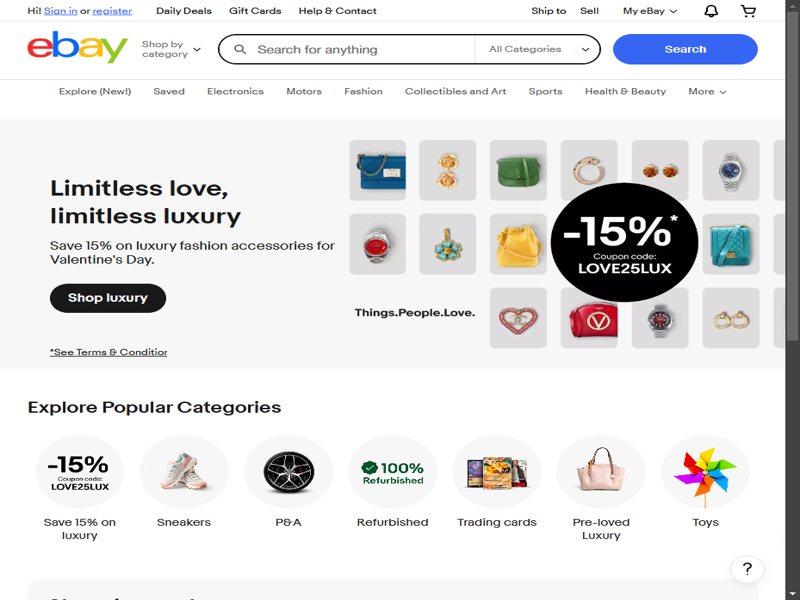 Hi! Sign in or register
Daily Deals
Gift Cards
Help & Contact
Ship to
Sell
My eBay
ebay
Shop by
category
Search for anything
All Categories
Search
Explore (New!)
Saved
Electronics
Motors
Fashion
Collectibles and Art
Sports
Health & Beauty
More
Limitless love,
limitless luxury
Save 15% on luxury fashion accessories for
Valentine's Day.
Shop luxury
*See Terms & Condition
Things.People.Love.
-15%*
Coupon code:
LOVE25LUX
Explore Popular Categories
-15%
Coupon code:
LOVE25LUX
100%
Refurbished
Save 15% on
luxury
Sneakers
P&A
Refurbished
Trading cards
Pre-loved
Luxury
Toys
?